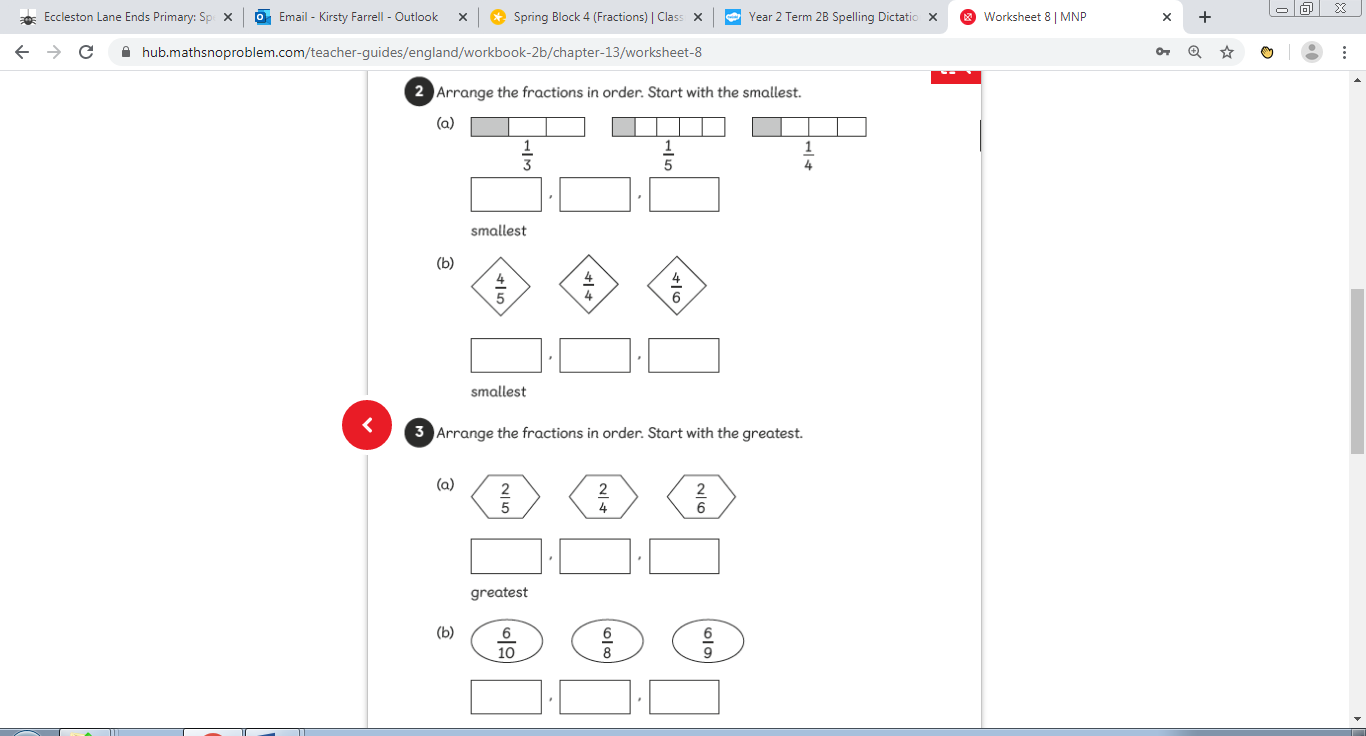 Eccleston Lane Ends Primary: Sp
Email - Kirsty Farrell - Outlook
Spring Block 4 (Fractions) | Class
Year 2 Term 2B Spelling Dictatio
Worksheet 8 | MNP
hub.mathsnoproblem.com/teacher-guides/england/workbook-2b/chapter-13/worksheet-8
2 Arrange the fractions in order. Start with the smallest.
(a)
1/3 1/5 1/4
, ,
smallest
(b) 4/5 4/4 4/6
, ,
smallest
3 Arrange the fractions in order. Start with the greatest.
(a) 2/5 2/4 2/6
, ,
greatest
(b) 6/10 6/8 6/9
, ,